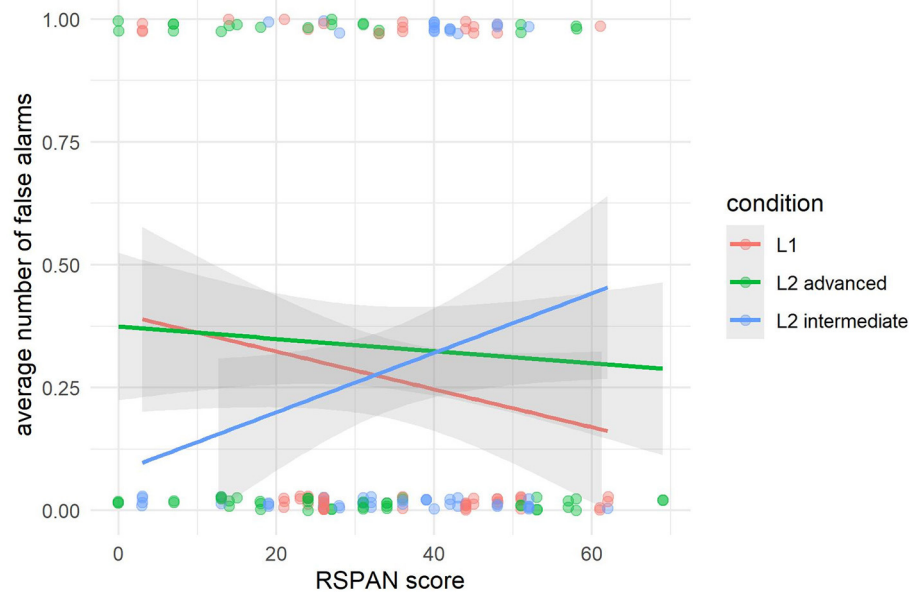 1.00
0.75
0.50
0.25
0.00
average number of false alarms
0
20
40
60
RSPAN score
condition
L1
L2 advanced
L2 intermediate